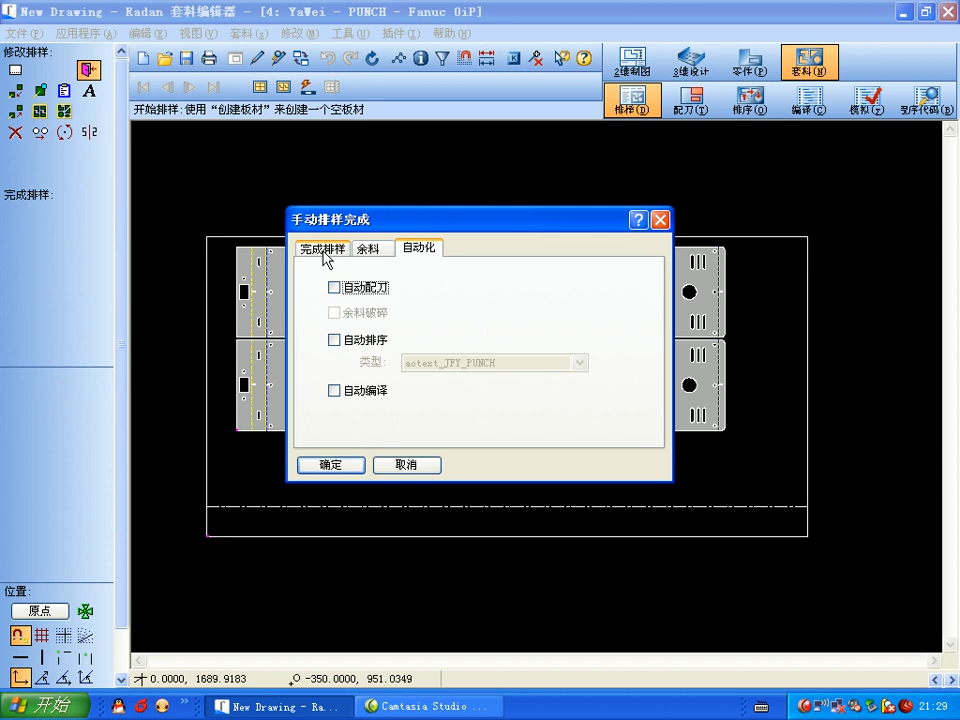 New Drawing - Radan 套料编辑器 - [4: YaWei - PUNCH - Fanuc OiP]
文件(F) 应用程序(A) 编辑(E) 视图(V) 套料(S) 修改(M) 工具(U) 插件(I) 帮助(H)
修改排样:
完成排样:
2维制图 3维设计 零件(P) 套料(N)
排样(D) 配刀(T) 排序(O) 编译(C) 模拟(Z) 程序代码(B)
开始排样:使用“创建板材”来创建一个空板材
手动排样完成
完成排样 余料 自动化
自动配刀
余料破碎
自动排序
类型: aotext_JFY_PUNCH
自动编译
确定 取消
位置:
原点
0.0000, 1689.9183 -350.0000, 951.0349
开始 New Drawing - Ra... Camtasia Studio ... 21:29